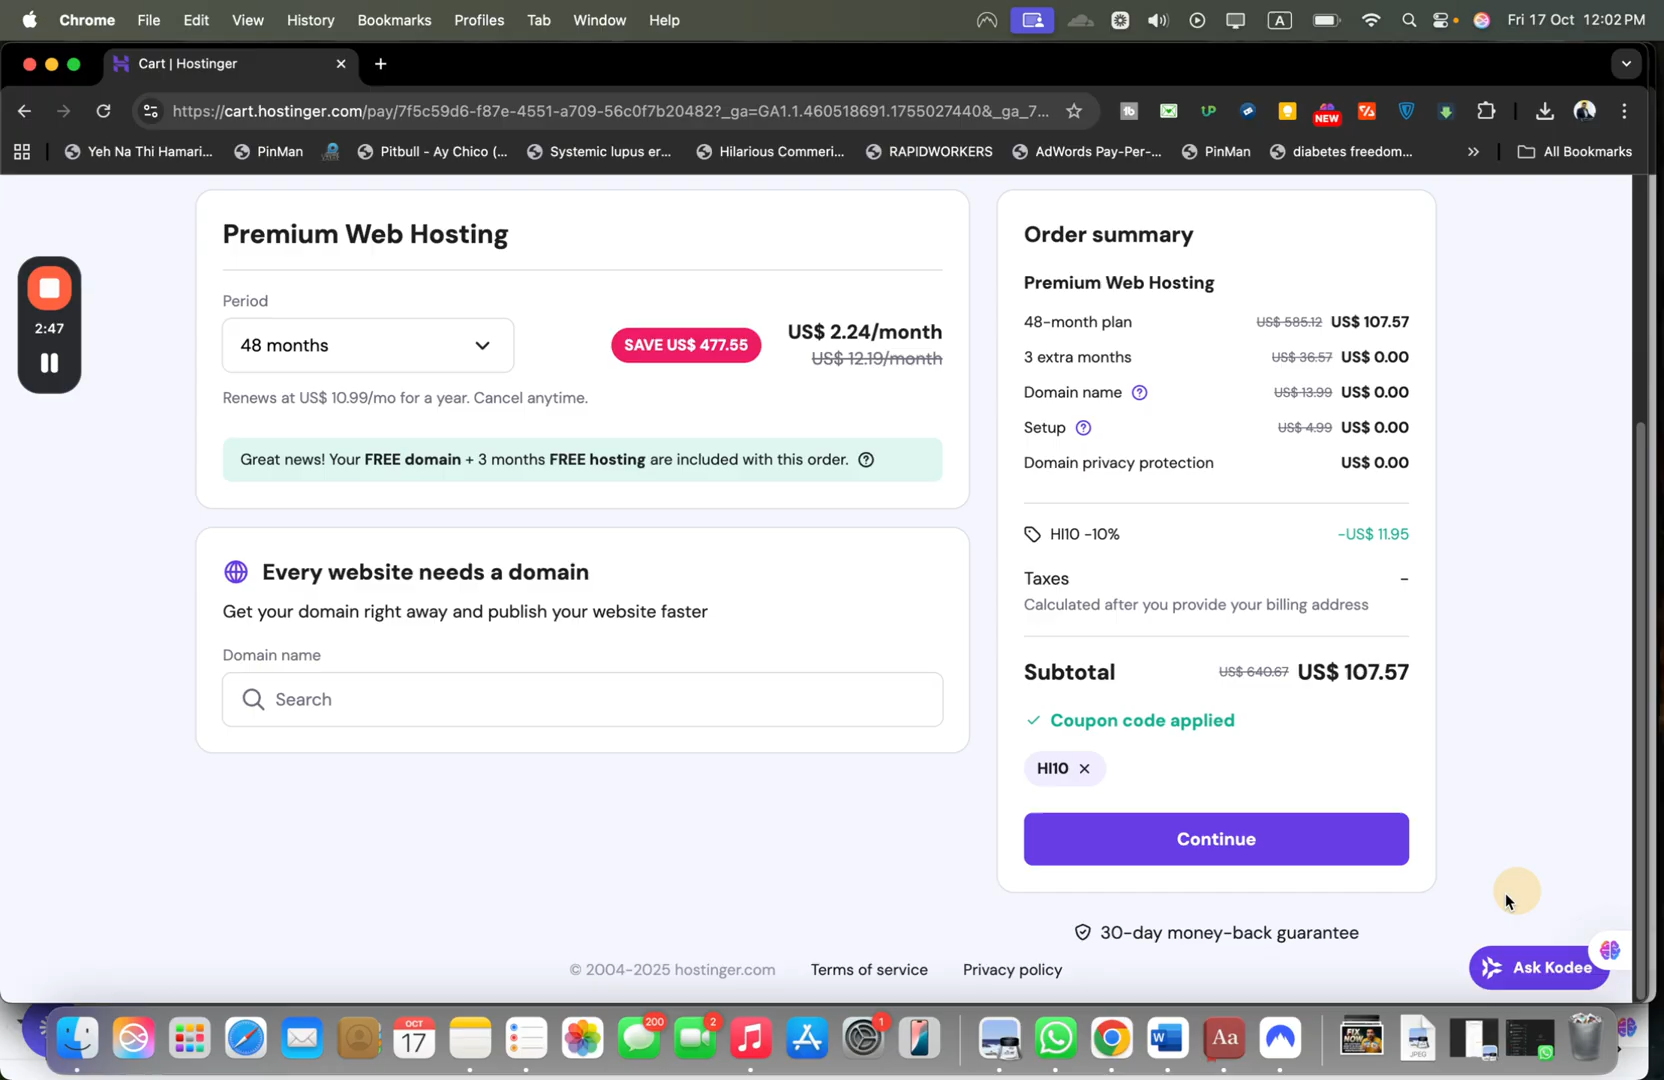 Chrome File Edit View History Bookmarks Profiles Tab Window Help A Fri 17 Oct 12:02 PM
Cart | Hostinger
https://cart.hostinger.com/pay/7f5c59d6-f87e-4551-a709-56c0f7b20482?_ga=GA1.1.460518691.1755027440&_ga_7...
UP NEW
Yeh Na Thi Hamari... PinMan Pitbull - Ay Chico (... Systemic lupus er... Hilarious Commeri... RAPIDWORKERS AdWords Pay-Per-... PinMan diabetes freedom... » All Bookmarks
2:47
Premium Web Hosting
Period
48 months
SAVE US$ 477.55
US$ 2.24/month
US$ 12.19/month
Renews at US$ 10.99/mo for a year. Cancel anytime.
Great news! Your FREE domain + 3 months FREE hosting are included with this order.
Every website needs a domain
Get your domain right away and publish your website faster
Domain name
Search
Order summary
Premium Web Hosting
48-month plan US$ 585.12 US$ 107.57
3 extra months US$ 36.57 US$ 0.00
Domain name US$ 13.99 US$ 0.00
Setup US$ 4.99 US$ 0.00
Domain privacy protection US$ 0.00
HI10 -10% -US$ 11.95
Taxes -
Calculated after you provide your billing address
Subtotal US$ 640.67 US$ 107.57
Coupon code applied
HI10 ×
Continue
30-day money-back guarantee
© 2004-2025 hostinger.com Terms of service Privacy policy
Ask Kodee
OCT
17
200
2
1
Aa
JPEG